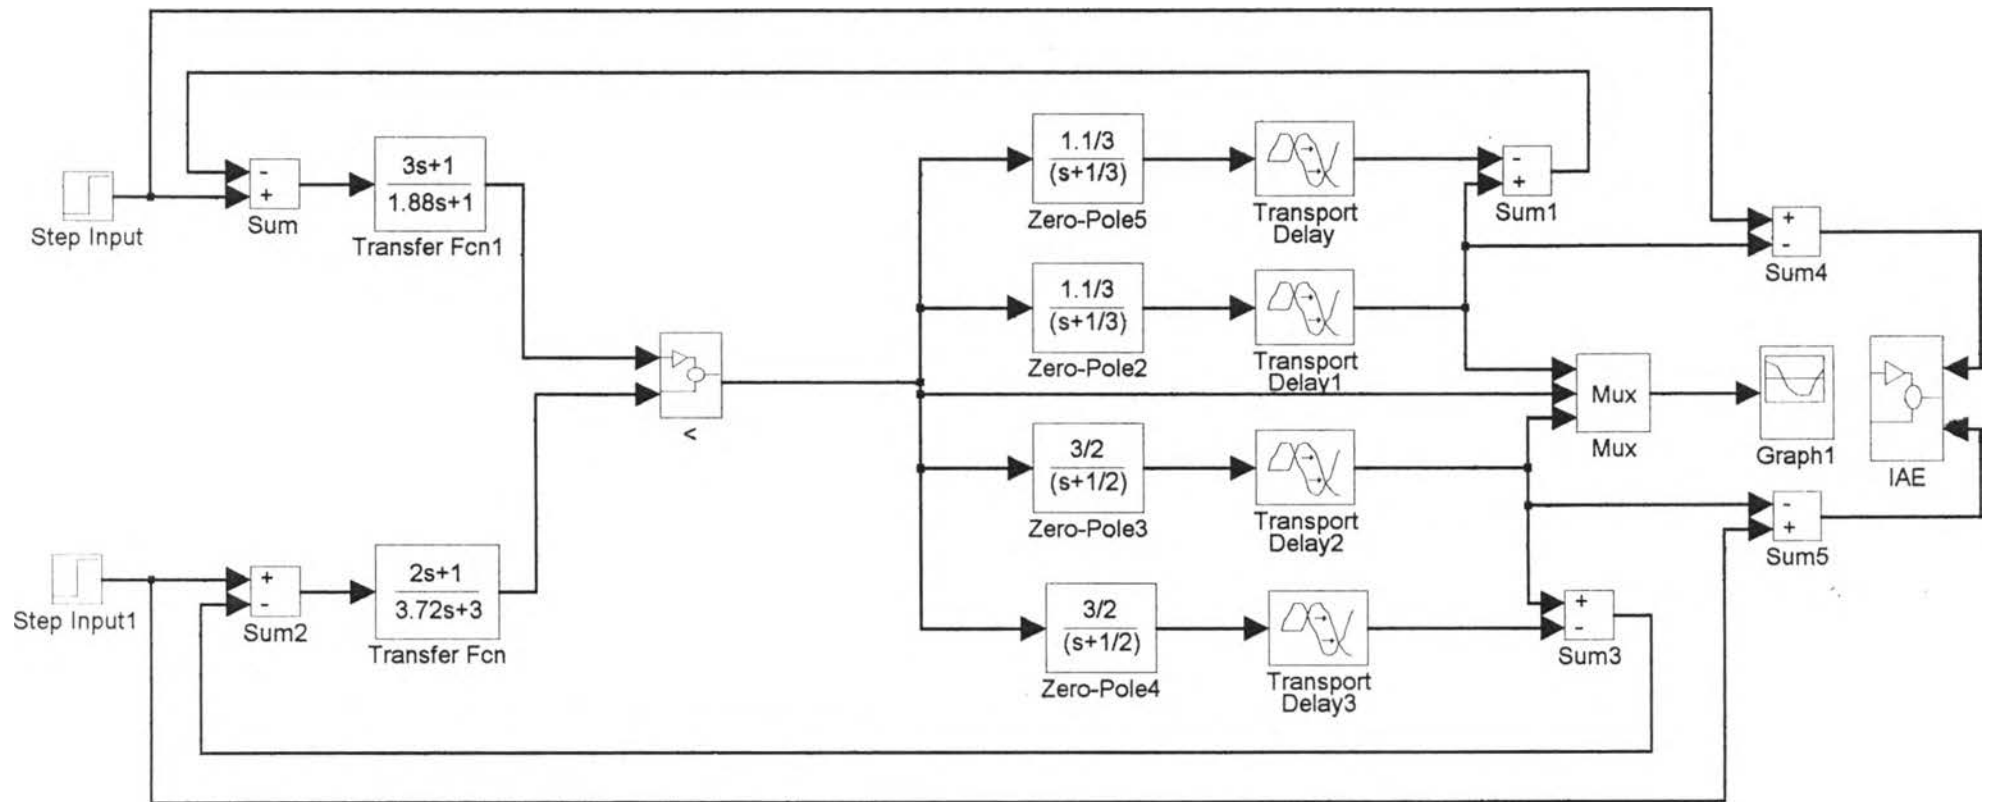 -
+
Sum
Step Input
3s+1
1.88s+1
Transfer Fcn1
1.1/3
(s+1/3)
Zero-Pole5
Transport
Delay
-
+
Sum1
+
-
Sum4
1.1/3
(s+1/3)
Zero-Pole2
Transport
Delay1
<
Mux
Mux
Graph1
IAE
3/2
(s+1/2)
Zero-Pole3
Transport
Delay2
-
+
Sum5
Step Input1
+
-
Sum2
2s+1
3.72s+3
Transfer Fcn
3/2
(s+1/2)
Zero-Pole4
Transport
Delay3
+
-
Sum3